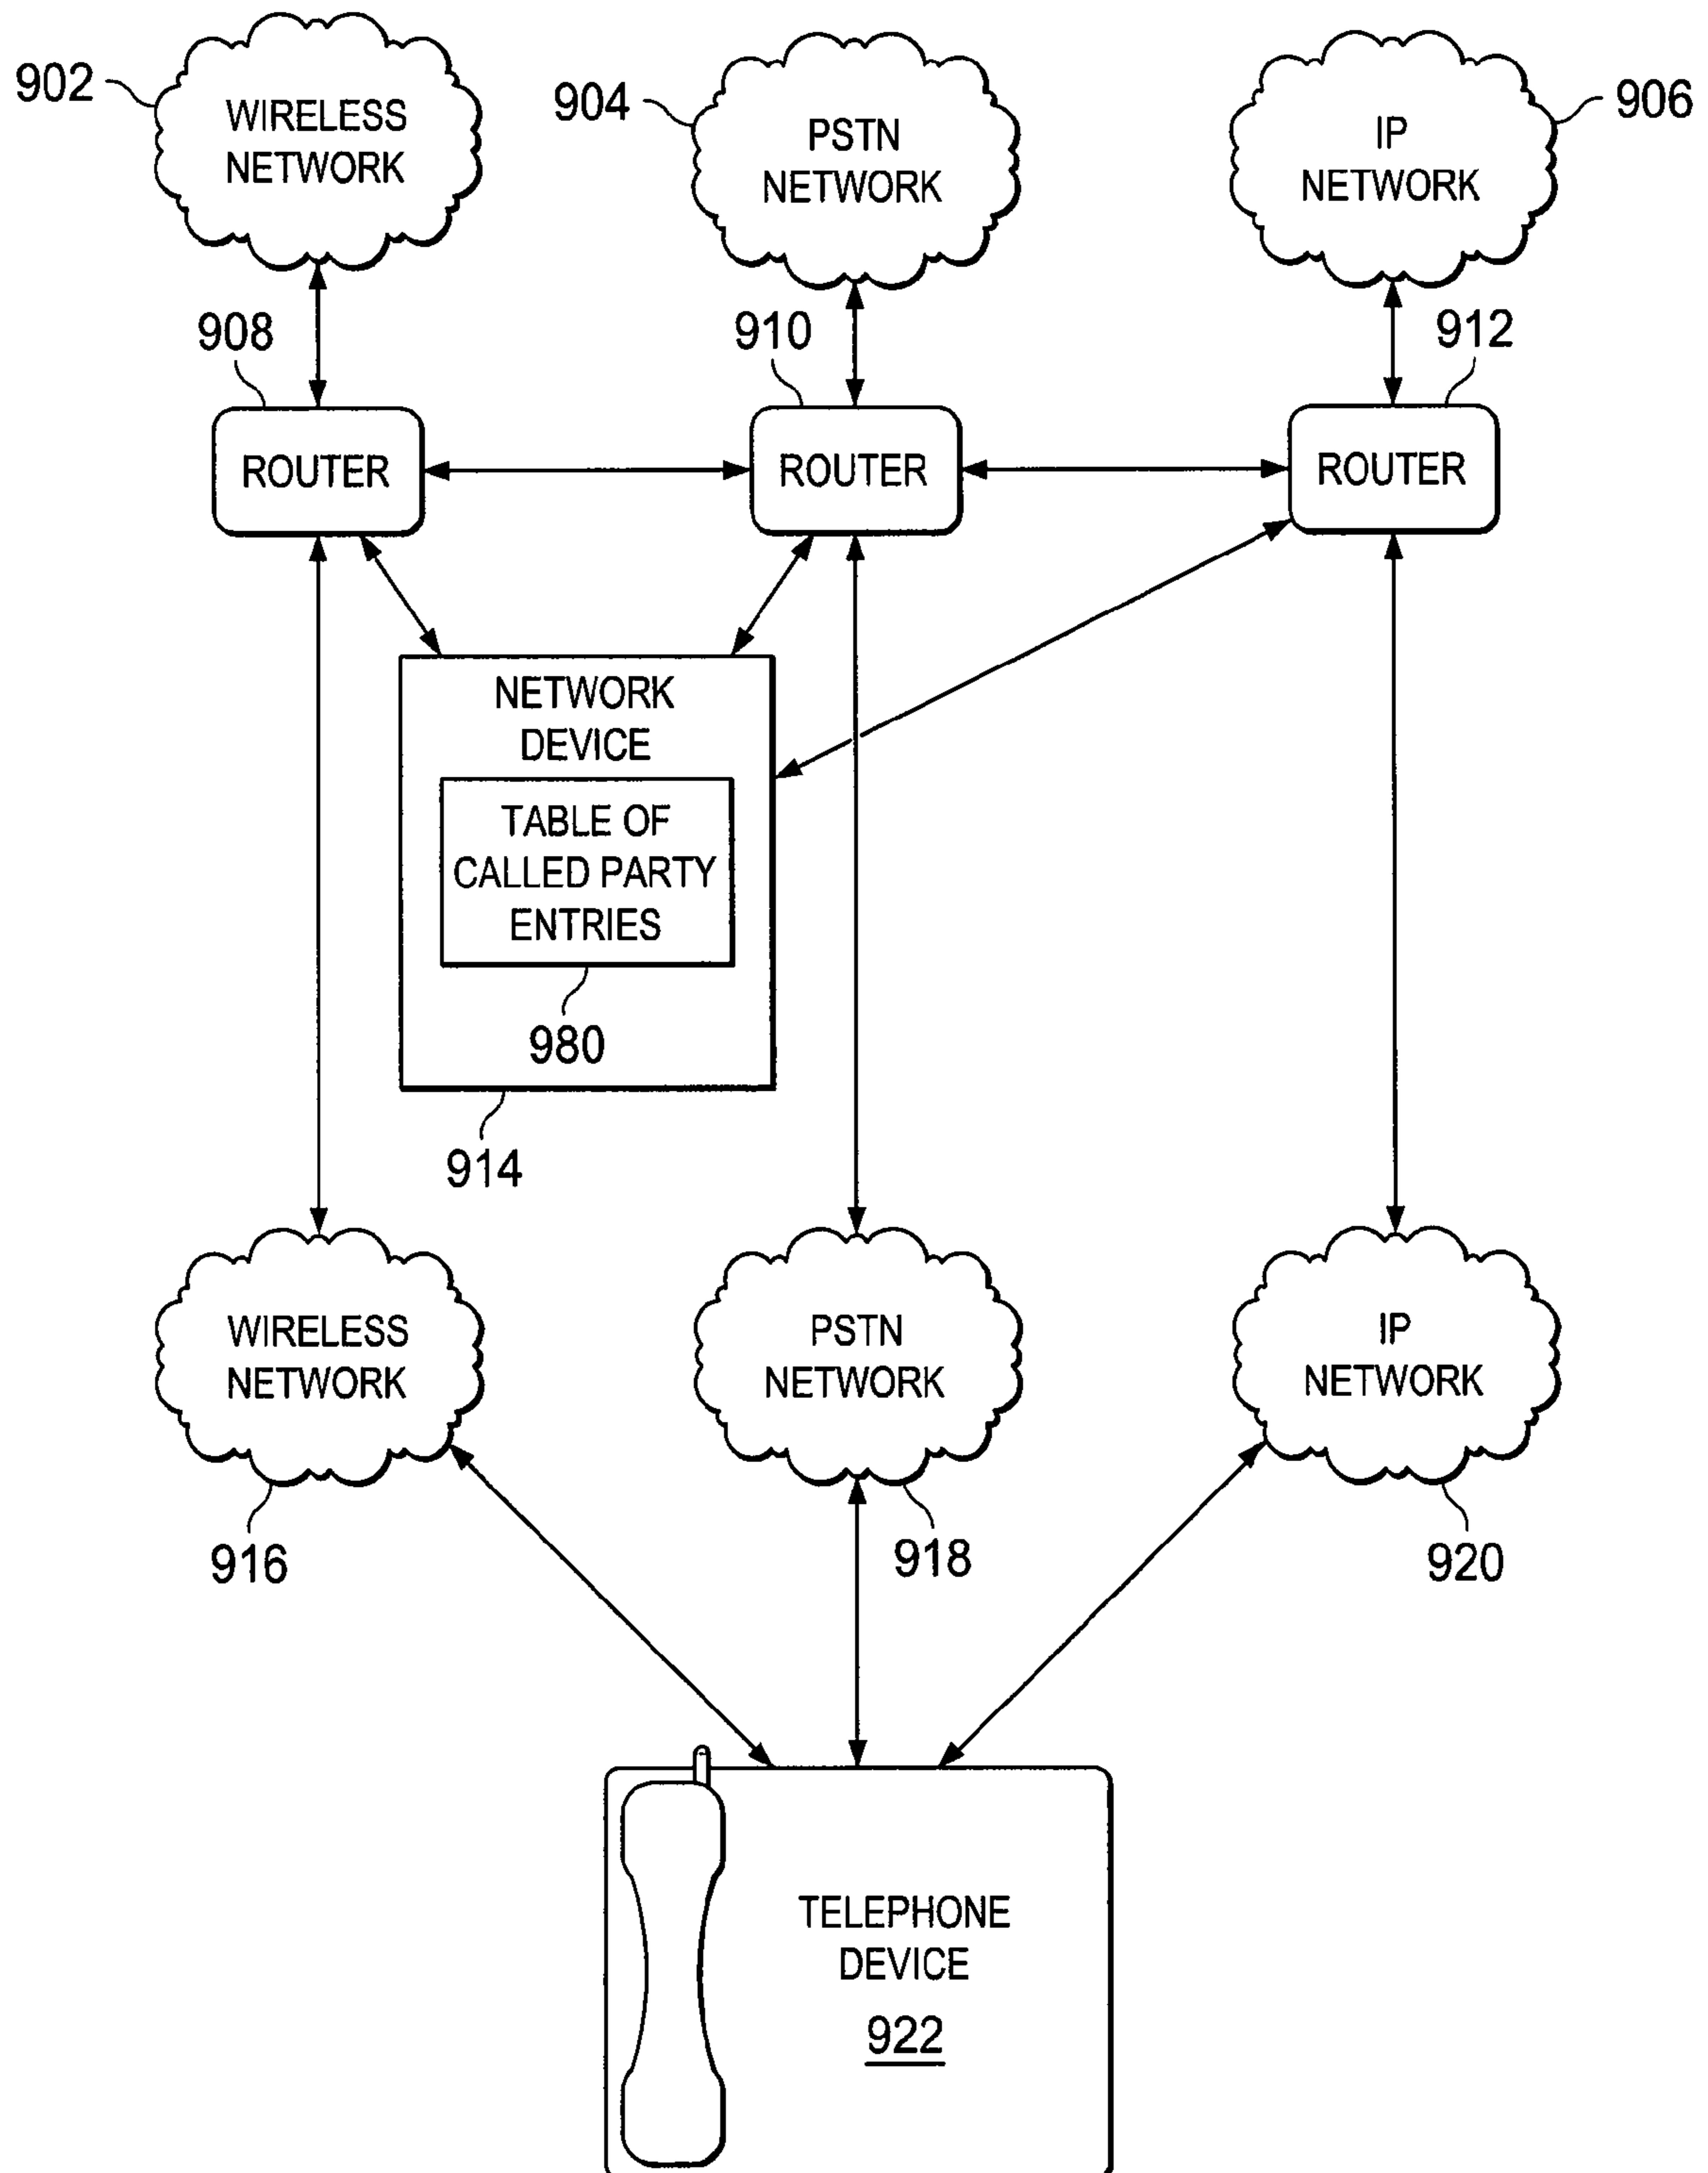 902
WIRELESS
NETWORK
904
PSTN
NETWORK
IP
NETWORK
906
908
910
912
ROUTER
ROUTER
ROUTER
NETWORK
DEVICE
TABLE OF
CALLED PARTY
ENTRIES
980
914
WIRELESS
NETWORK
PSTN
NETWORK
IP
NETWORK
916
918
920
TELEPHONE
DEVICE
922